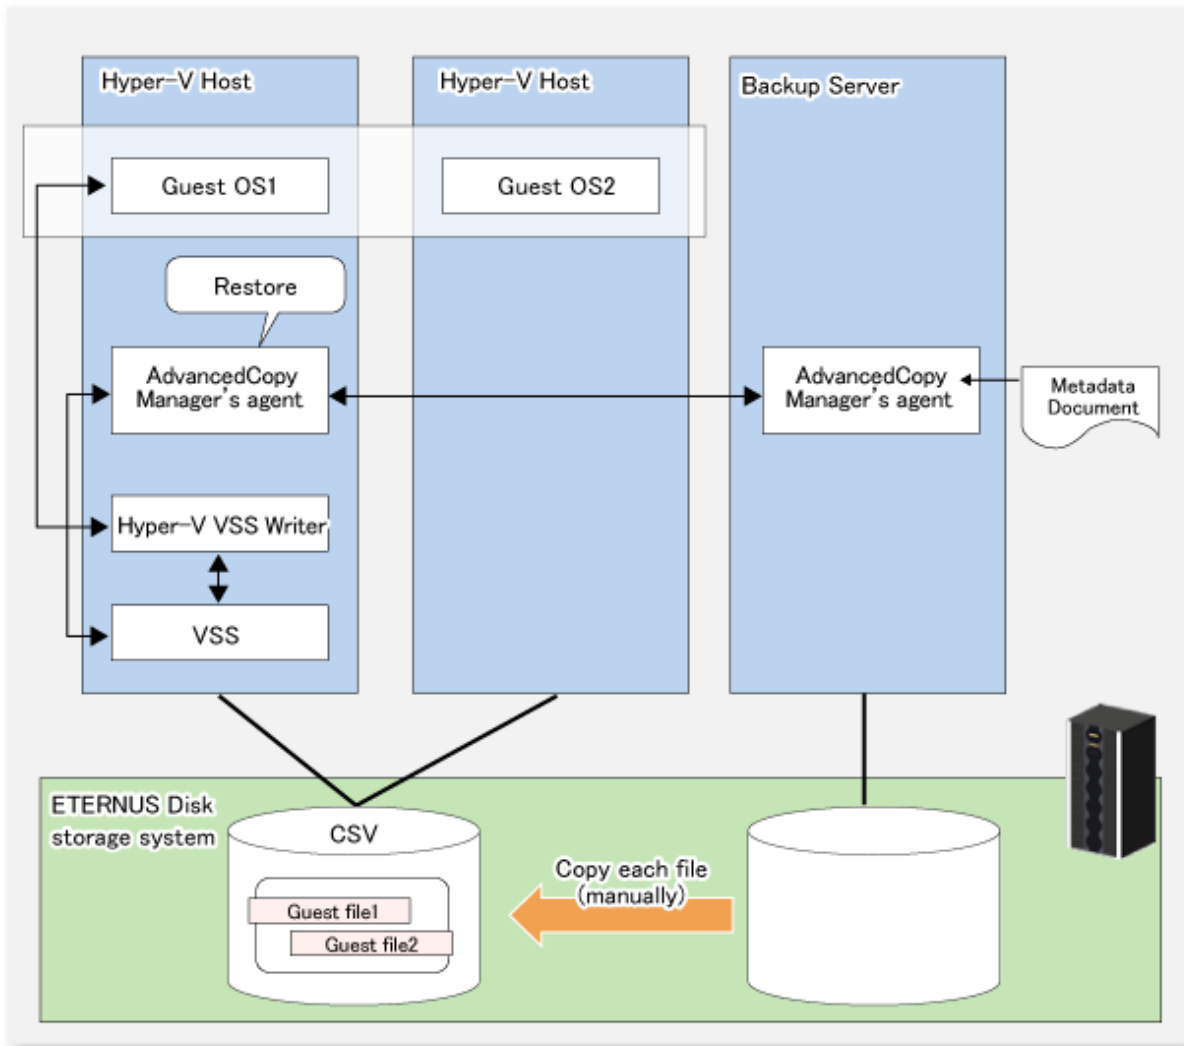 Hyper-V Host
Hyper-V Host
Backup Server
Guest OS1
Guest OS2
Restore
AdvancedCopy
Manager's agent
AdvancedCopy
Manager's agent
Metadata
Document
Hyper-V VSS Writer
VSS
ETERNUS Disk
storage system
CSV
Copy each file
(manually)
Guest file1
Guest file2